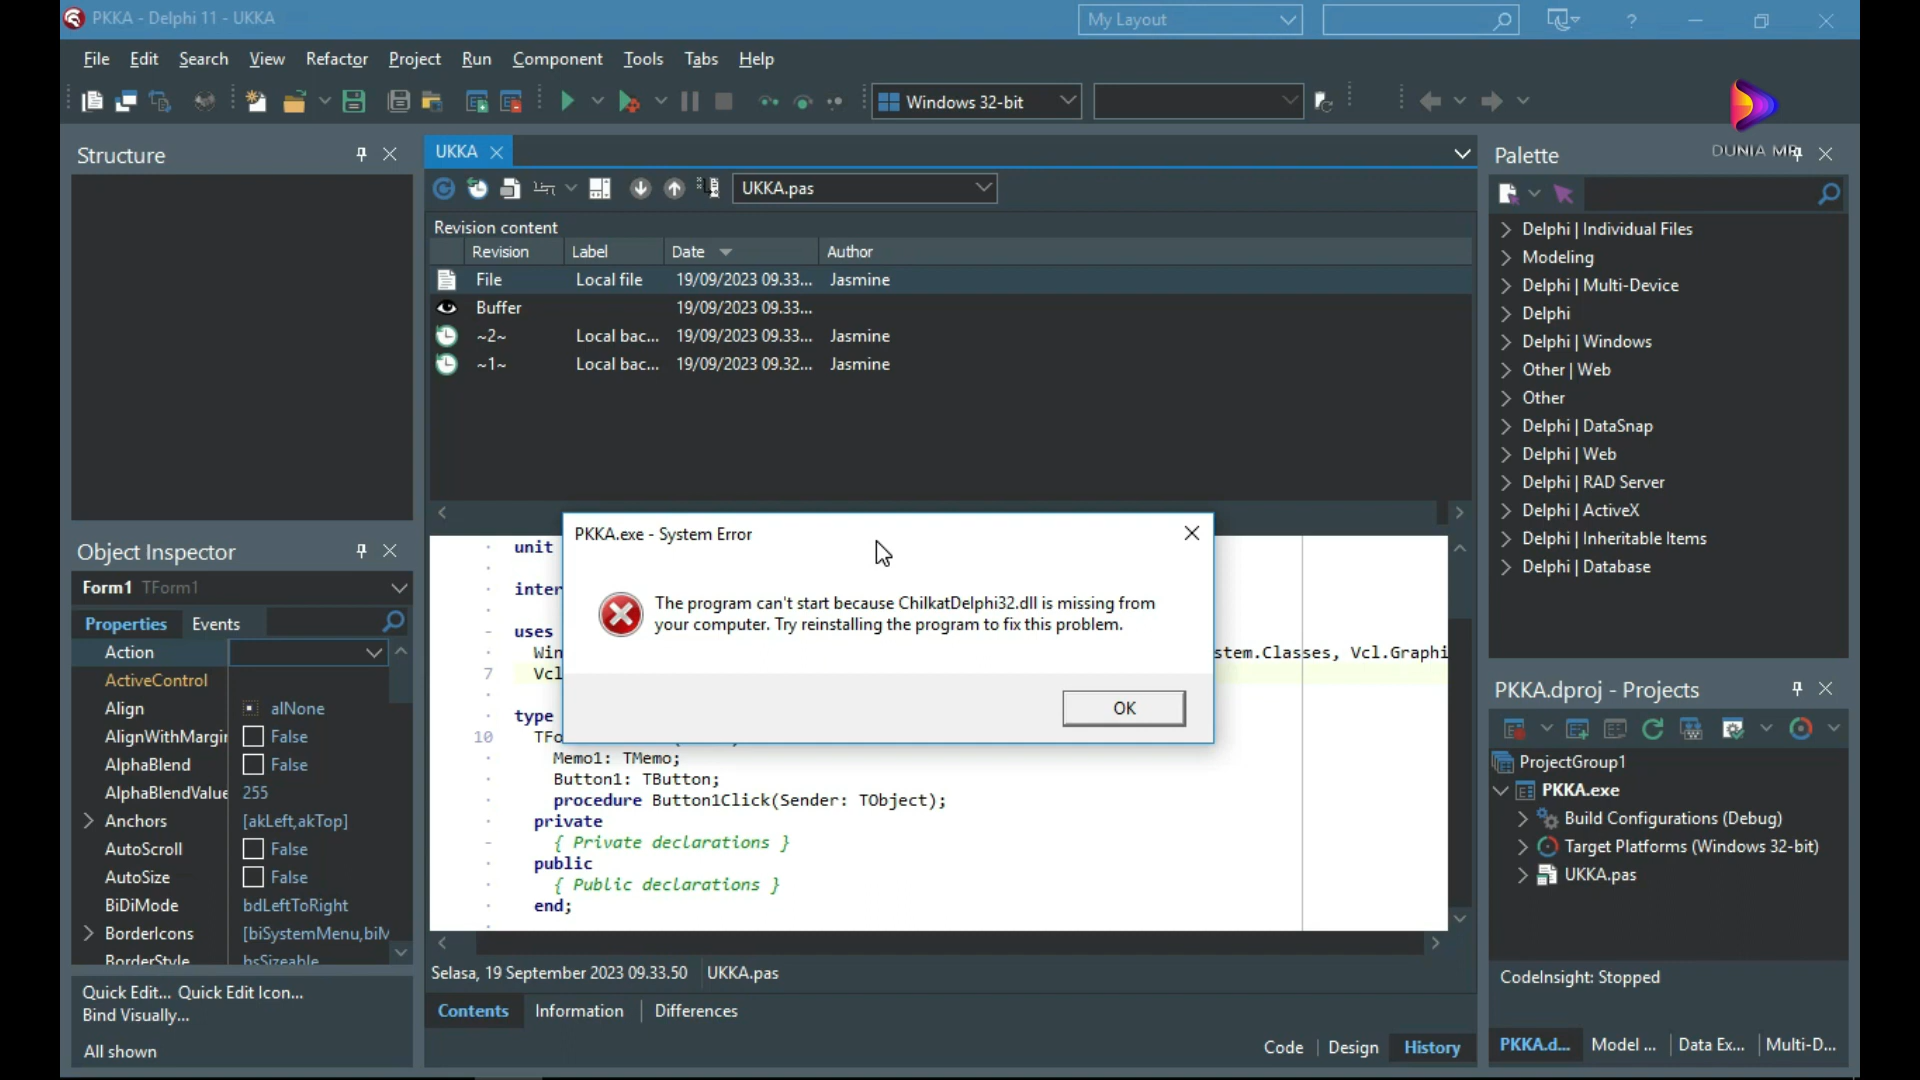 PKKA - Delphi 11 - UKKA
My Layout
?
File Edit Search View Refactor Project Run Component Tools Tabs Help
Windows 32-bit
DUNIA MR
Structure
UKKA
UKKA.pas
Revision content
Revision Label Date Author
File Local file 19/09/2023 09.33... Jasmine
Buffer 19/09/2023 09.33...
~2~ Local bac... 19/09/2023 09.33... Jasmine
~1~ Local bac... 19/09/2023 09.32... Jasmine
Palette
Delphi | Individual Files
Modeling
Delphi | Multi-Device
Delphi
Delphi | Windows
Other | Web
Other
Delphi | DataSnap
Delphi | Web
Delphi | RAD Server
Delphi | ActiveX
Delphi | Inheritable Items
Delphi | Database
Object Inspector
Form1 TForm1
Properties Events
Action
ActiveControl
Align alNone
AlignWithMargin False
AlphaBlend False
AlphaBlendValue 255
Anchors [akLeft,akTop]
AutoScroll False
AutoSize False
BiDiMode bdLeftToRight
BorderIcons [biSystemMenu,biM
BorderStyle bsSizeable
Quick Edit... Quick Edit Icon...
Bind Visually...
All shown
PKKA.exe - System Error
The program can't start because ChilkatDelphi32.dll is missing from
your computer. Try reinstalling the program to fix this problem.
OK
unit
inter
uses
Win stem.Classes, Vcl.Graphi
7 Vcl
type
10 TFo
Memo1: TMemo;
Button1: TButton;
procedure Button1Click(Sender: TObject);
private
{ Private declarations }
public
{ Public declarations }
end;
Selasa, 19 September 2023 09.33.50 UKKA.pas
Contents Information Differences
Code Design History
PKKA.dproj - Projects
ProjectGroup1
PKKA.exe
Build Configurations (Debug)
Target Platforms (Windows 32-bit)
UKKA.pas
CodeInsight: Stopped
PKKA.d... Model ... Data Ex... Multi-D...